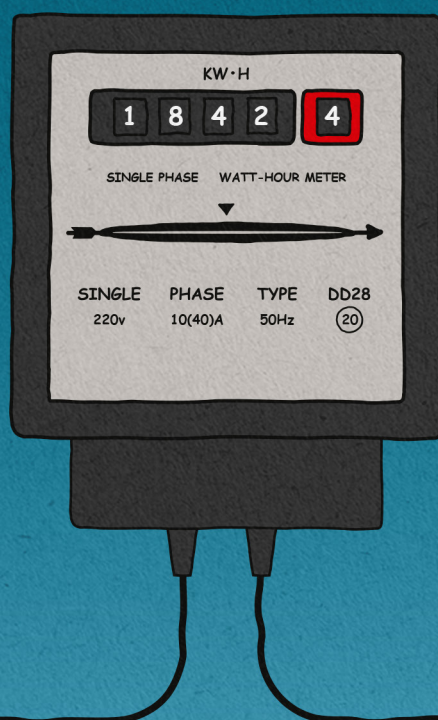 KW·H
1 8 4 2 4
SINGLE PHASE WATT-HOUR METER
SINGLE PHASE TYPE DD28
220v 10(40)A 50Hz 20